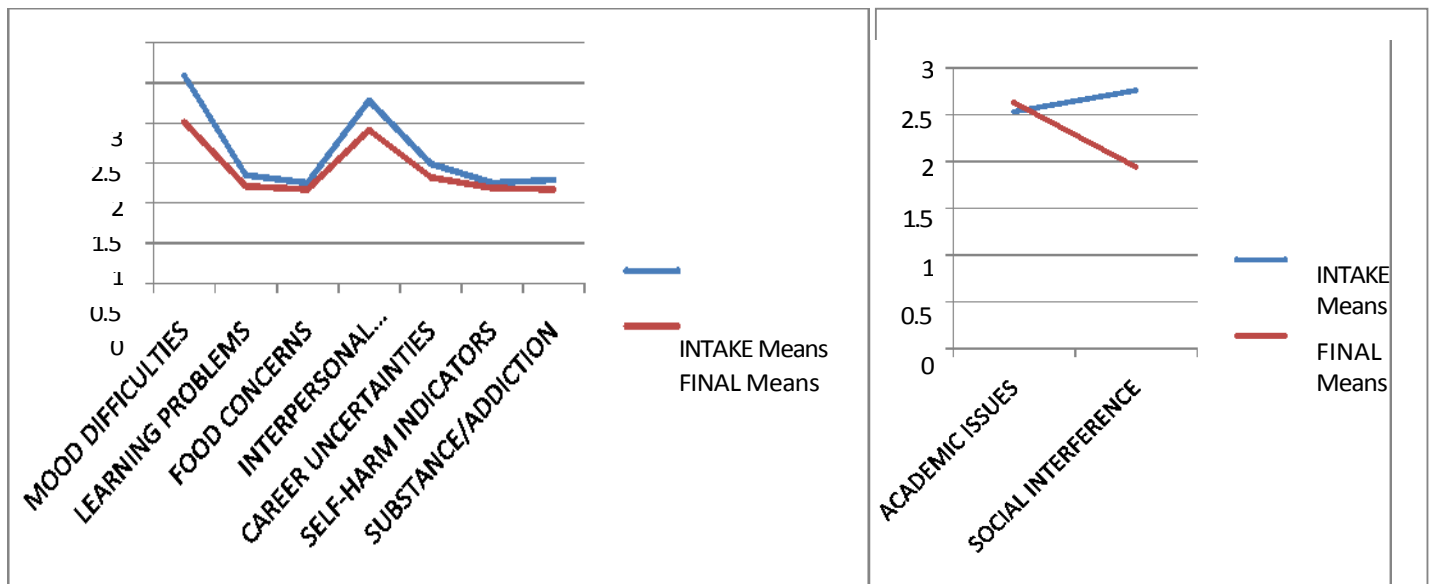 3
2.5
2
1.5
1
0.5
0
MOOD DIFFICULTIES
LEARNING PROBLEMS
FOOD CONCERNS
INTERPERSONAL...
CAREER UNCERTAINTIES
SELF-HARM INDICATORS
SUBSTANCE/ADDICTION
INTAKE Means
FINAL Means
3
2.5
2
1.5
1
0.5
0
ACADEMIC ISSUES
SOCIAL INTERFERENCE
INTAKE
Means
FINAL
Means